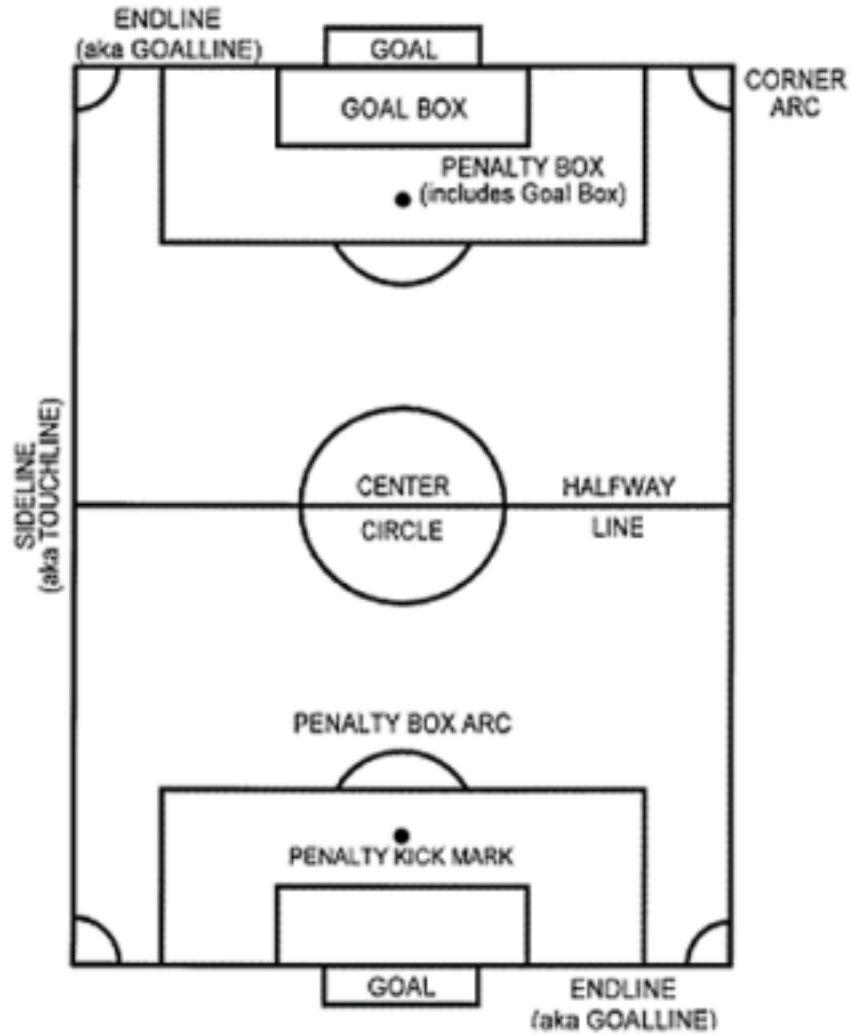 ENDLINE
(aka GOALLINE)
GOAL
CORNER
ARC
GOAL BOX
PENALTY BOX
(includes Goal Box)
SIDELINE
(aka TOUCHLINE)
CENTER
CIRCLE
HALFWAY
LINE
PENALTY BOX ARC
PENALTY KICK MARK
GOAL
ENDLINE
(aka GOALLINE)